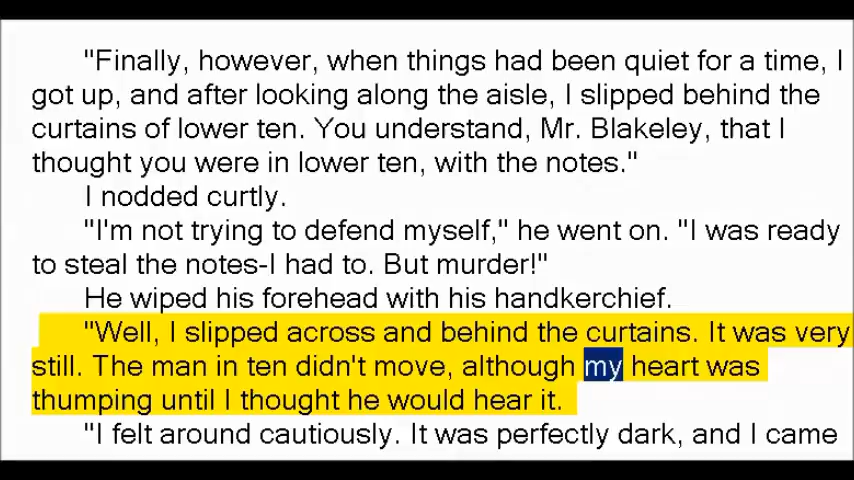 "Finally, however, when things had been quiet for a time, I
got up, and after looking along the aisle, I slipped behind the
curtains of lower ten. You understand, Mr. Blakeley, that I
thought you were in lower ten, with the notes."
I nodded curtly.
"I'm not trying to defend myself," he went on. "I was ready
to steal the notes-I had to. But murder!"
He wiped his forehead with his handkerchief.
"Well, I slipped across and behind the curtains. It was very
still. The man in ten didn't move, although my heart was
thumping until I thought he would hear it.
"I felt around cautiously. It was perfectly dark, and I came